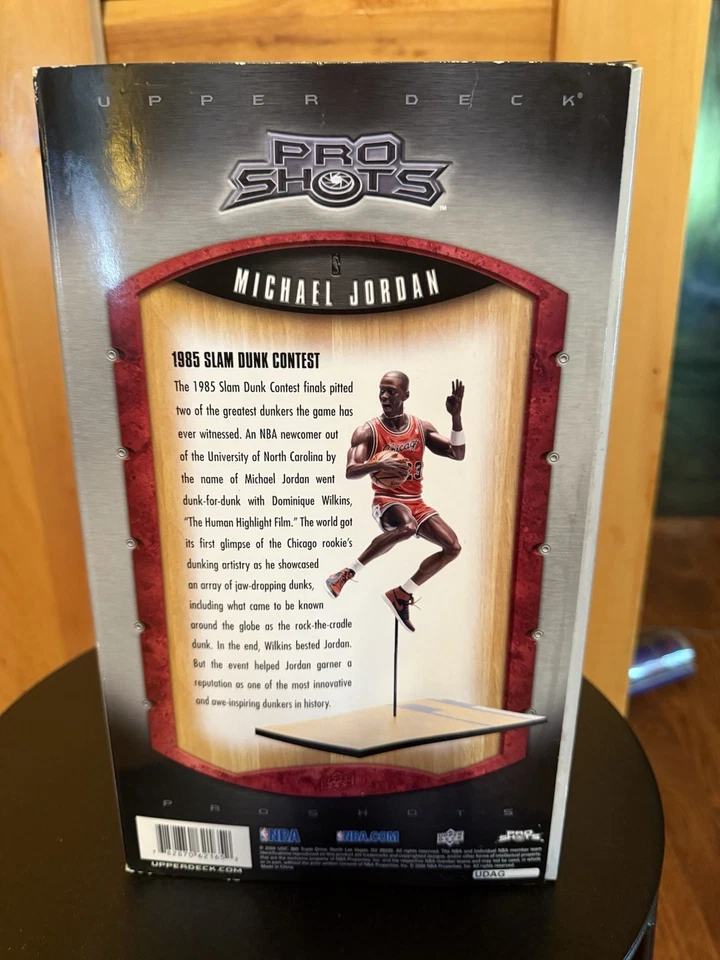 UPPER DECK®
PRO
SHOTS™
MICHAEL JORDAN
1985 SLAM DUNK CONTEST
The 1985 Slam Dunk Contest finals pitted
two of the greatest dunkers the game has
ever witnessed. An NBA newcomer out
of the University of North Carolina by
the name of Michael Jordan went
dunk-for-dunk with Dominique Wilkins,
"The Human Highlight Film." The world got
its first glimpse of the Chicago rookie's
dunking artistry as he showcased
an array of jaw-dropping dunks,
including what came to be known
around the globe as the rock-the-cradle
dunk. In the end, Wilkins bested Jordan.
But the event helped Jordan garner a
reputation as one of the most innovative
and awe-inspiring dunkers in history.
Chicago
23
PRO SHOTS
NBA
NBA.COM
PRO
SHOTS
UPPERDECK.COM
UDAG